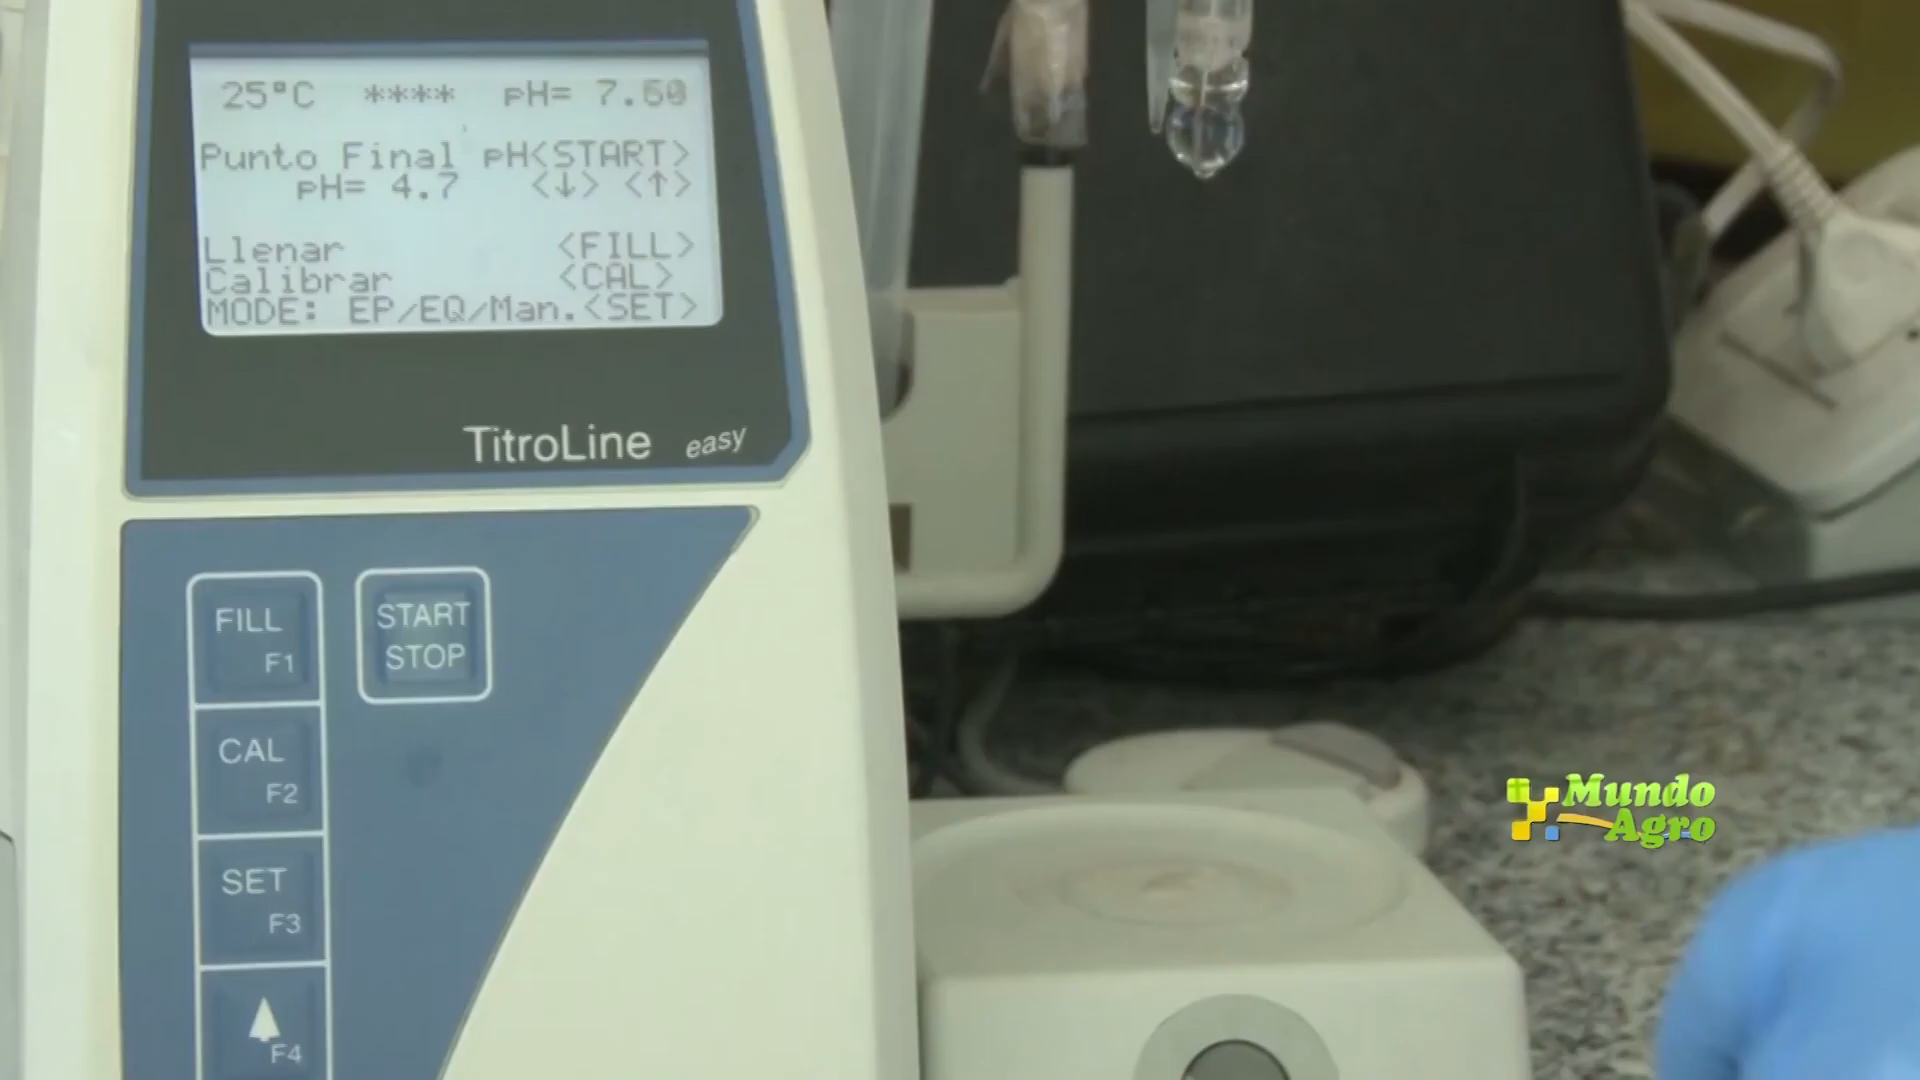 25°C **** pH= 7.60
Punto Final pH<START>
pH= 4.7 <↓> <↑>
Llenar <FILL>
Calibrar <CAL>
MODE: EP/EQ/Man.<SET>
TitroLine easy
FILL
F1
START
STOP
CAL
F2
SET
F3
F4
Mundo
Agro